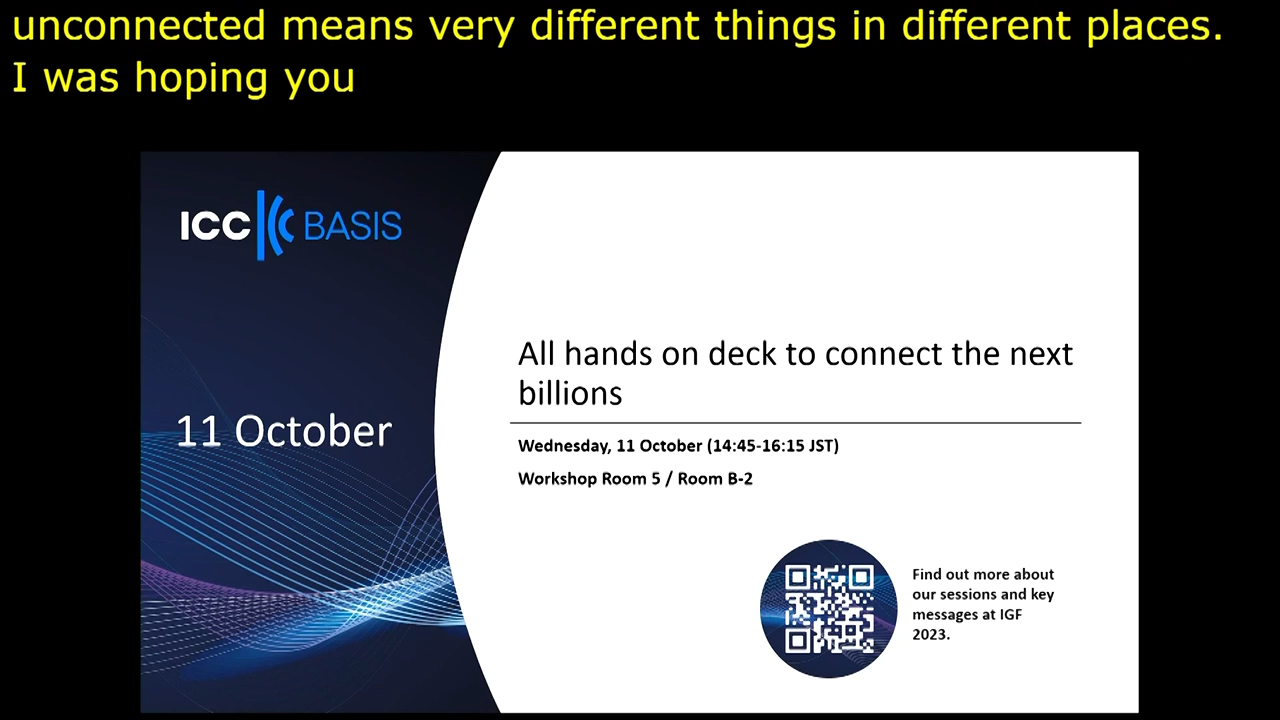 unconnected means very different things in different places.
I was hoping you
ICC BASIS
11 October
All hands on deck to connect the next
billions
Wednesday, 11 October (14:45-16:15 JST)
Workshop Room 5 / Room B-2
Find out more about
our sessions and key
messages at IGF
2023.